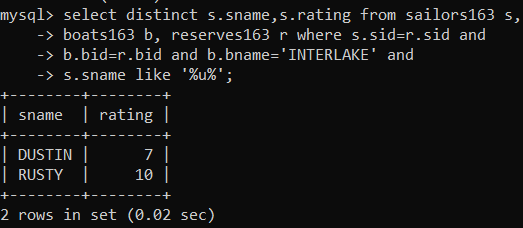 mysql> select distinct s.sname,s.rating from sailors163 s,
    -> boats163 b, reserves163 r where s.sid=r.sid and
    -> b.bid=r.bid and b.bname='INTERLAKE' and
    -> s.sname like '%u%';
+--------+--------+
| sname  | rating |
+--------+--------+
| DUSTIN |      7 |
| RUSTY  |     10 |
+--------+--------+
2 rows in set (0.02 sec)